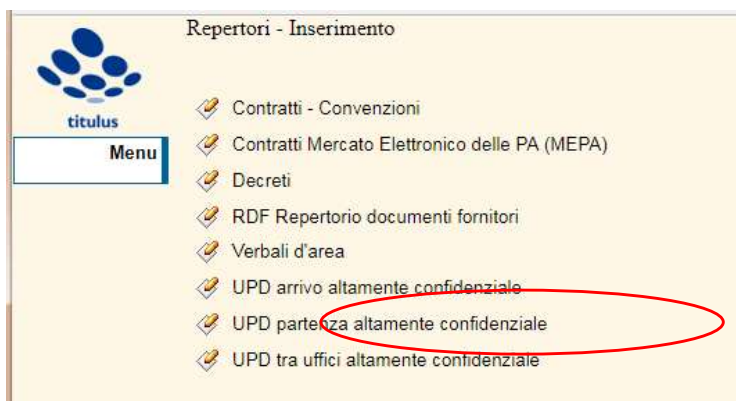 Repertori - Inserimento
titulus
Menu
Contratti - Convenzioni
Contratti Mercato Elettronico delle PA (MEPA)
Decreti
RDF Repertorio documenti fornitori
Verbali d'area
UPD arrivo altamente confidenziale
UPD partenza altamente confidenziale
UPD tra uffici altamente confidenziale